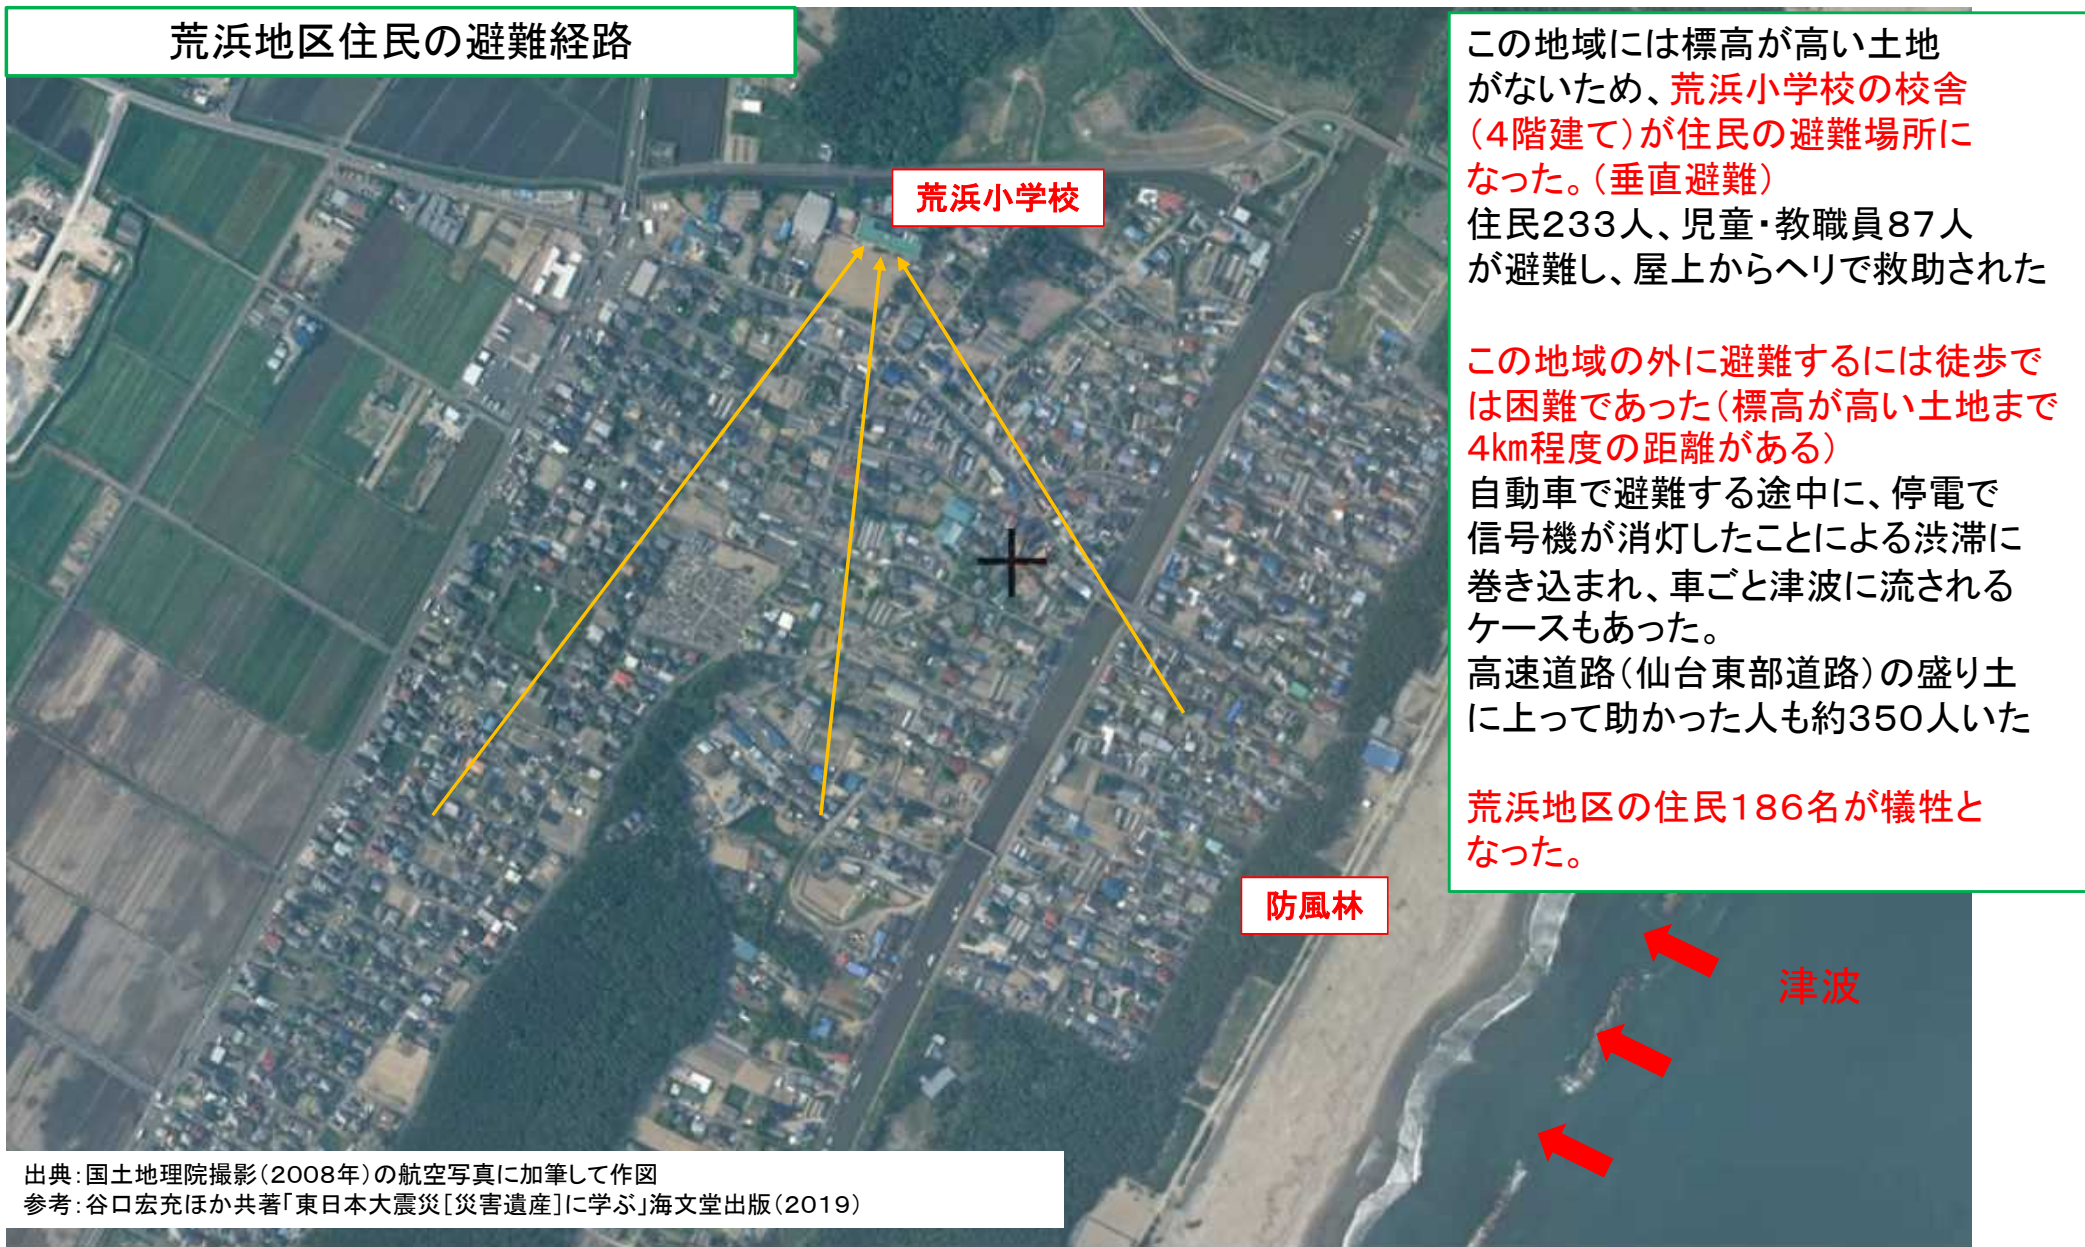 荒浜地区住民の避難経路
この地域には標高が高い土地
がないため、荒浜小学校の校舎
(4階建て)が住民の避難場所に
なった。(垂直避難)
住民233人、児童・教職員87人
が避難し、屋上からヘリで救助された
この地域の外に避難するには徒歩で
は困難であった(標高が高い土地まで
4㎞程度の距離がある)
自動車で避難する途中に、停電で
信号機が消灯したことによる渋滞に
巻き込まれ、車ごと津波に流される
ケースもあった。
高速道路(仙台東部道路)の盛り土
に上って助かった人も約350人いた
荒浜地区の住民186名が犠牲と
なった。
荒浜小学校
防風林
津波
出典:国土地理院撮影(2008年)の航空写真に加筆して作図
参考:谷口宏充ほか共著「東日本大震災[災害遺産]に学ぶ」海文堂出版(2019)